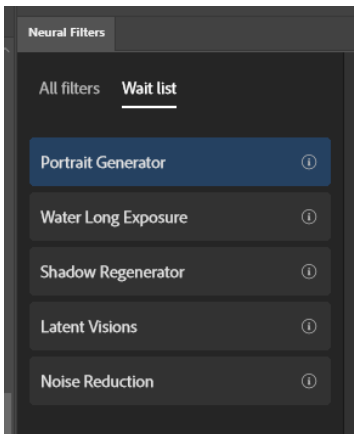 Neural Filters
All filters Wait list
Portrait Generator
Water Long Exposure
Shadow Regenerator
Latent Visions
Noise Reduction